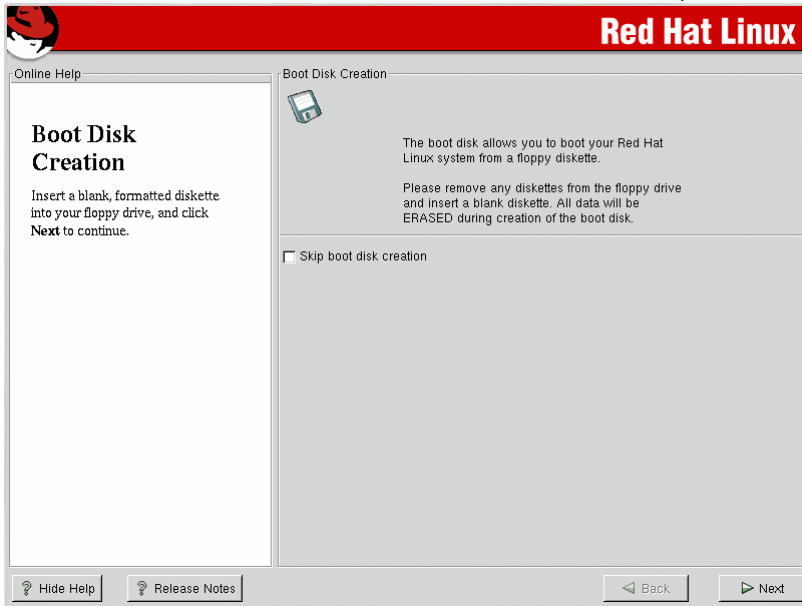 Red Hat Linux
Online Help
Boot Disk
Creation
Insert a blank, formatted diskette
into your floppy drive, and click
Next to continue.
Boot Disk Creation
The boot disk allows you to boot your Red Hat
Linux system from a floppy diskette.
Please remove any diskettes from the floppy drive
and insert a blank diskette. All data will be
ERASED during creation of the boot disk.
Skip boot disk creation
? Hide Help
? Release Notes
Back
Next